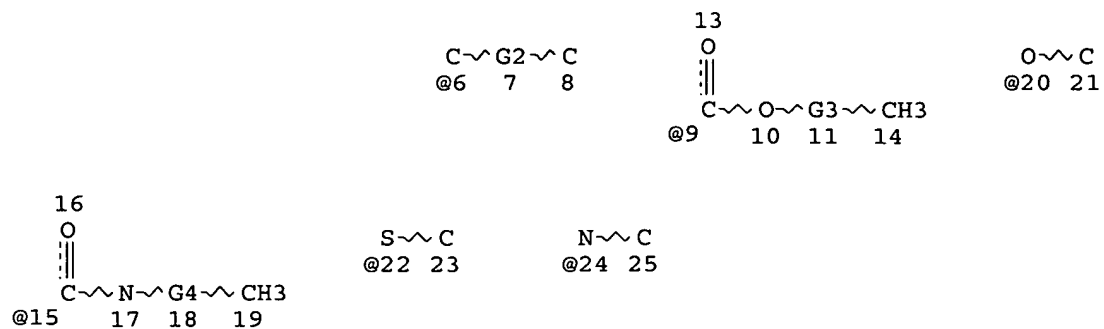 13
O
C G2 C
@6 7 8
O C
@20 21
C O G3 CH3
@9 10 11 14
16
O
S C
@22 23
N C
@24 25
C N G4 CH3
@15 17 18 19